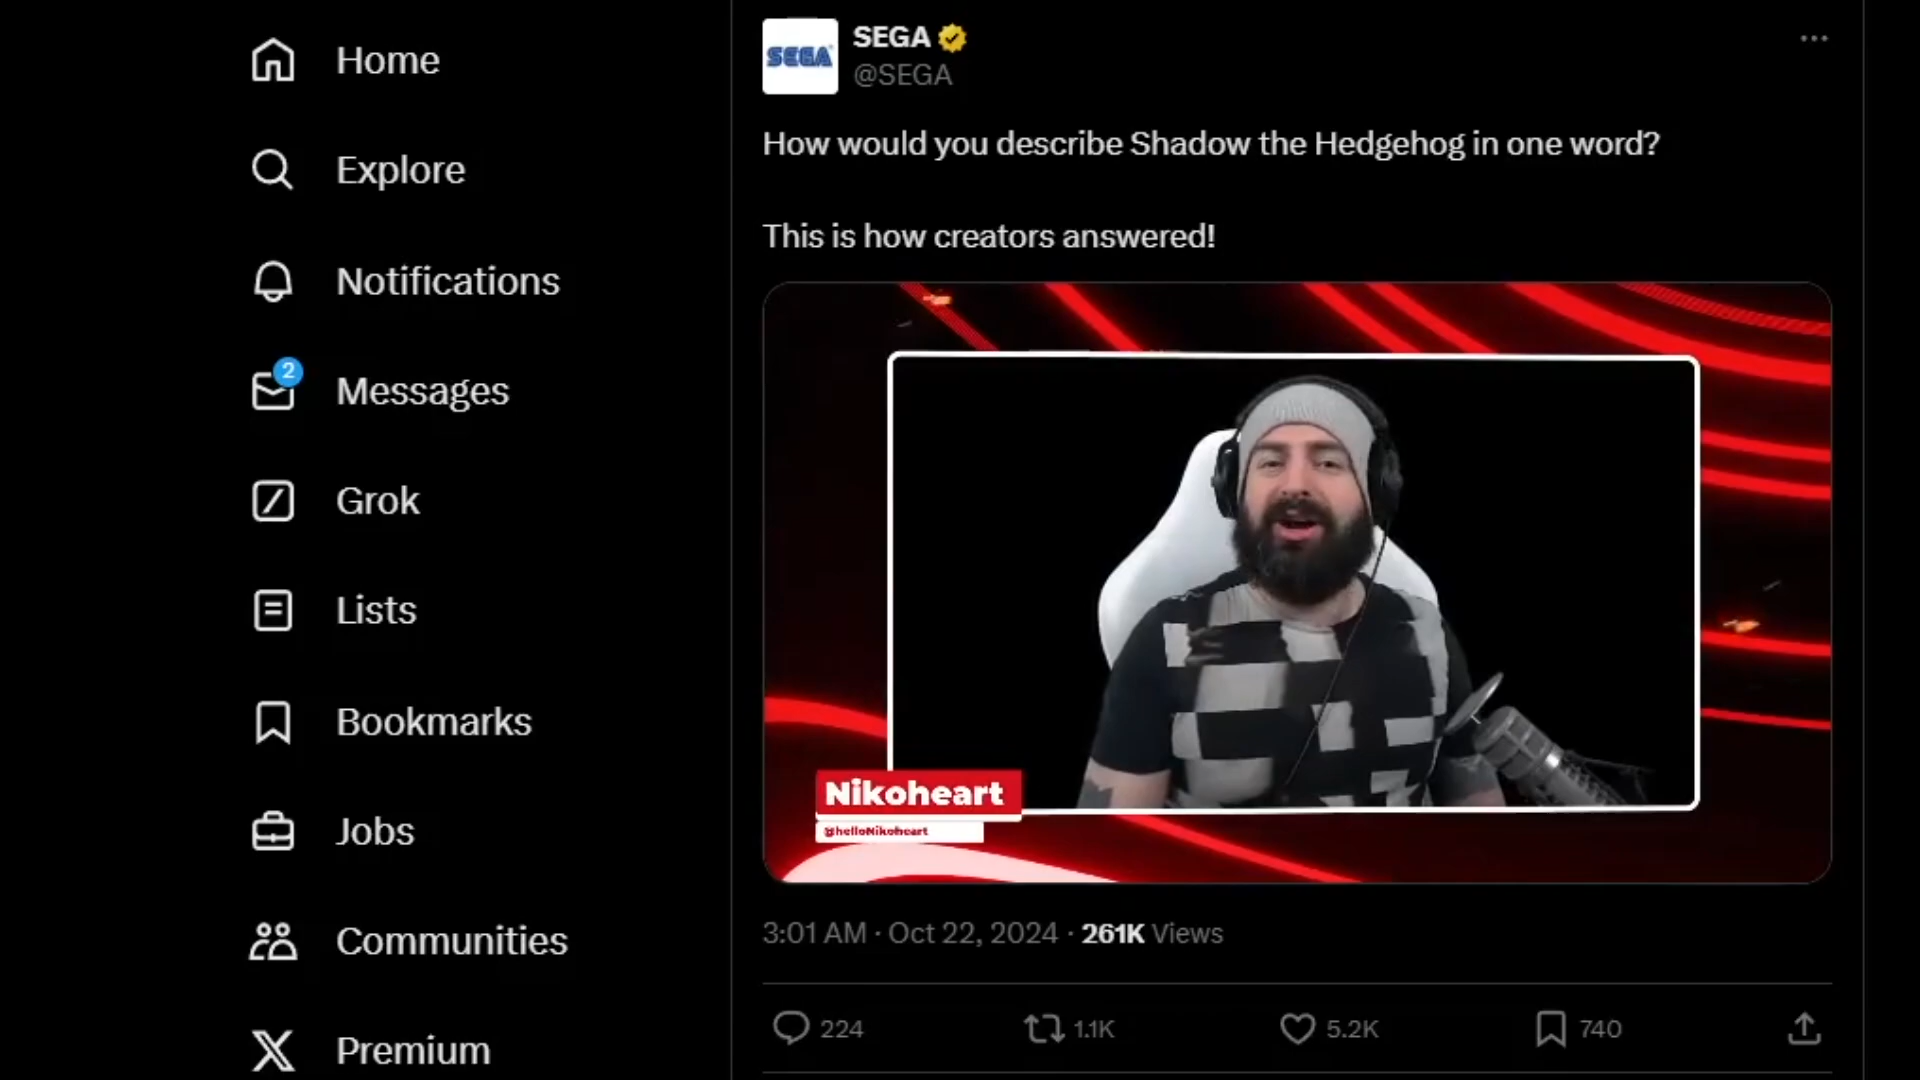 Home
Explore
Notifications
2
Messages
Grok
Lists
Bookmarks
Jobs
Communities
Premium
SEGA
SEGA
@SEGA
How would you describe Shadow the Hedgehog in one word?
This is how creators answered!
Nikoheart
@helloNikoheart
3:01 AM · Oct 22, 2024 · 261K Views
224
1.1K
5.2K
740